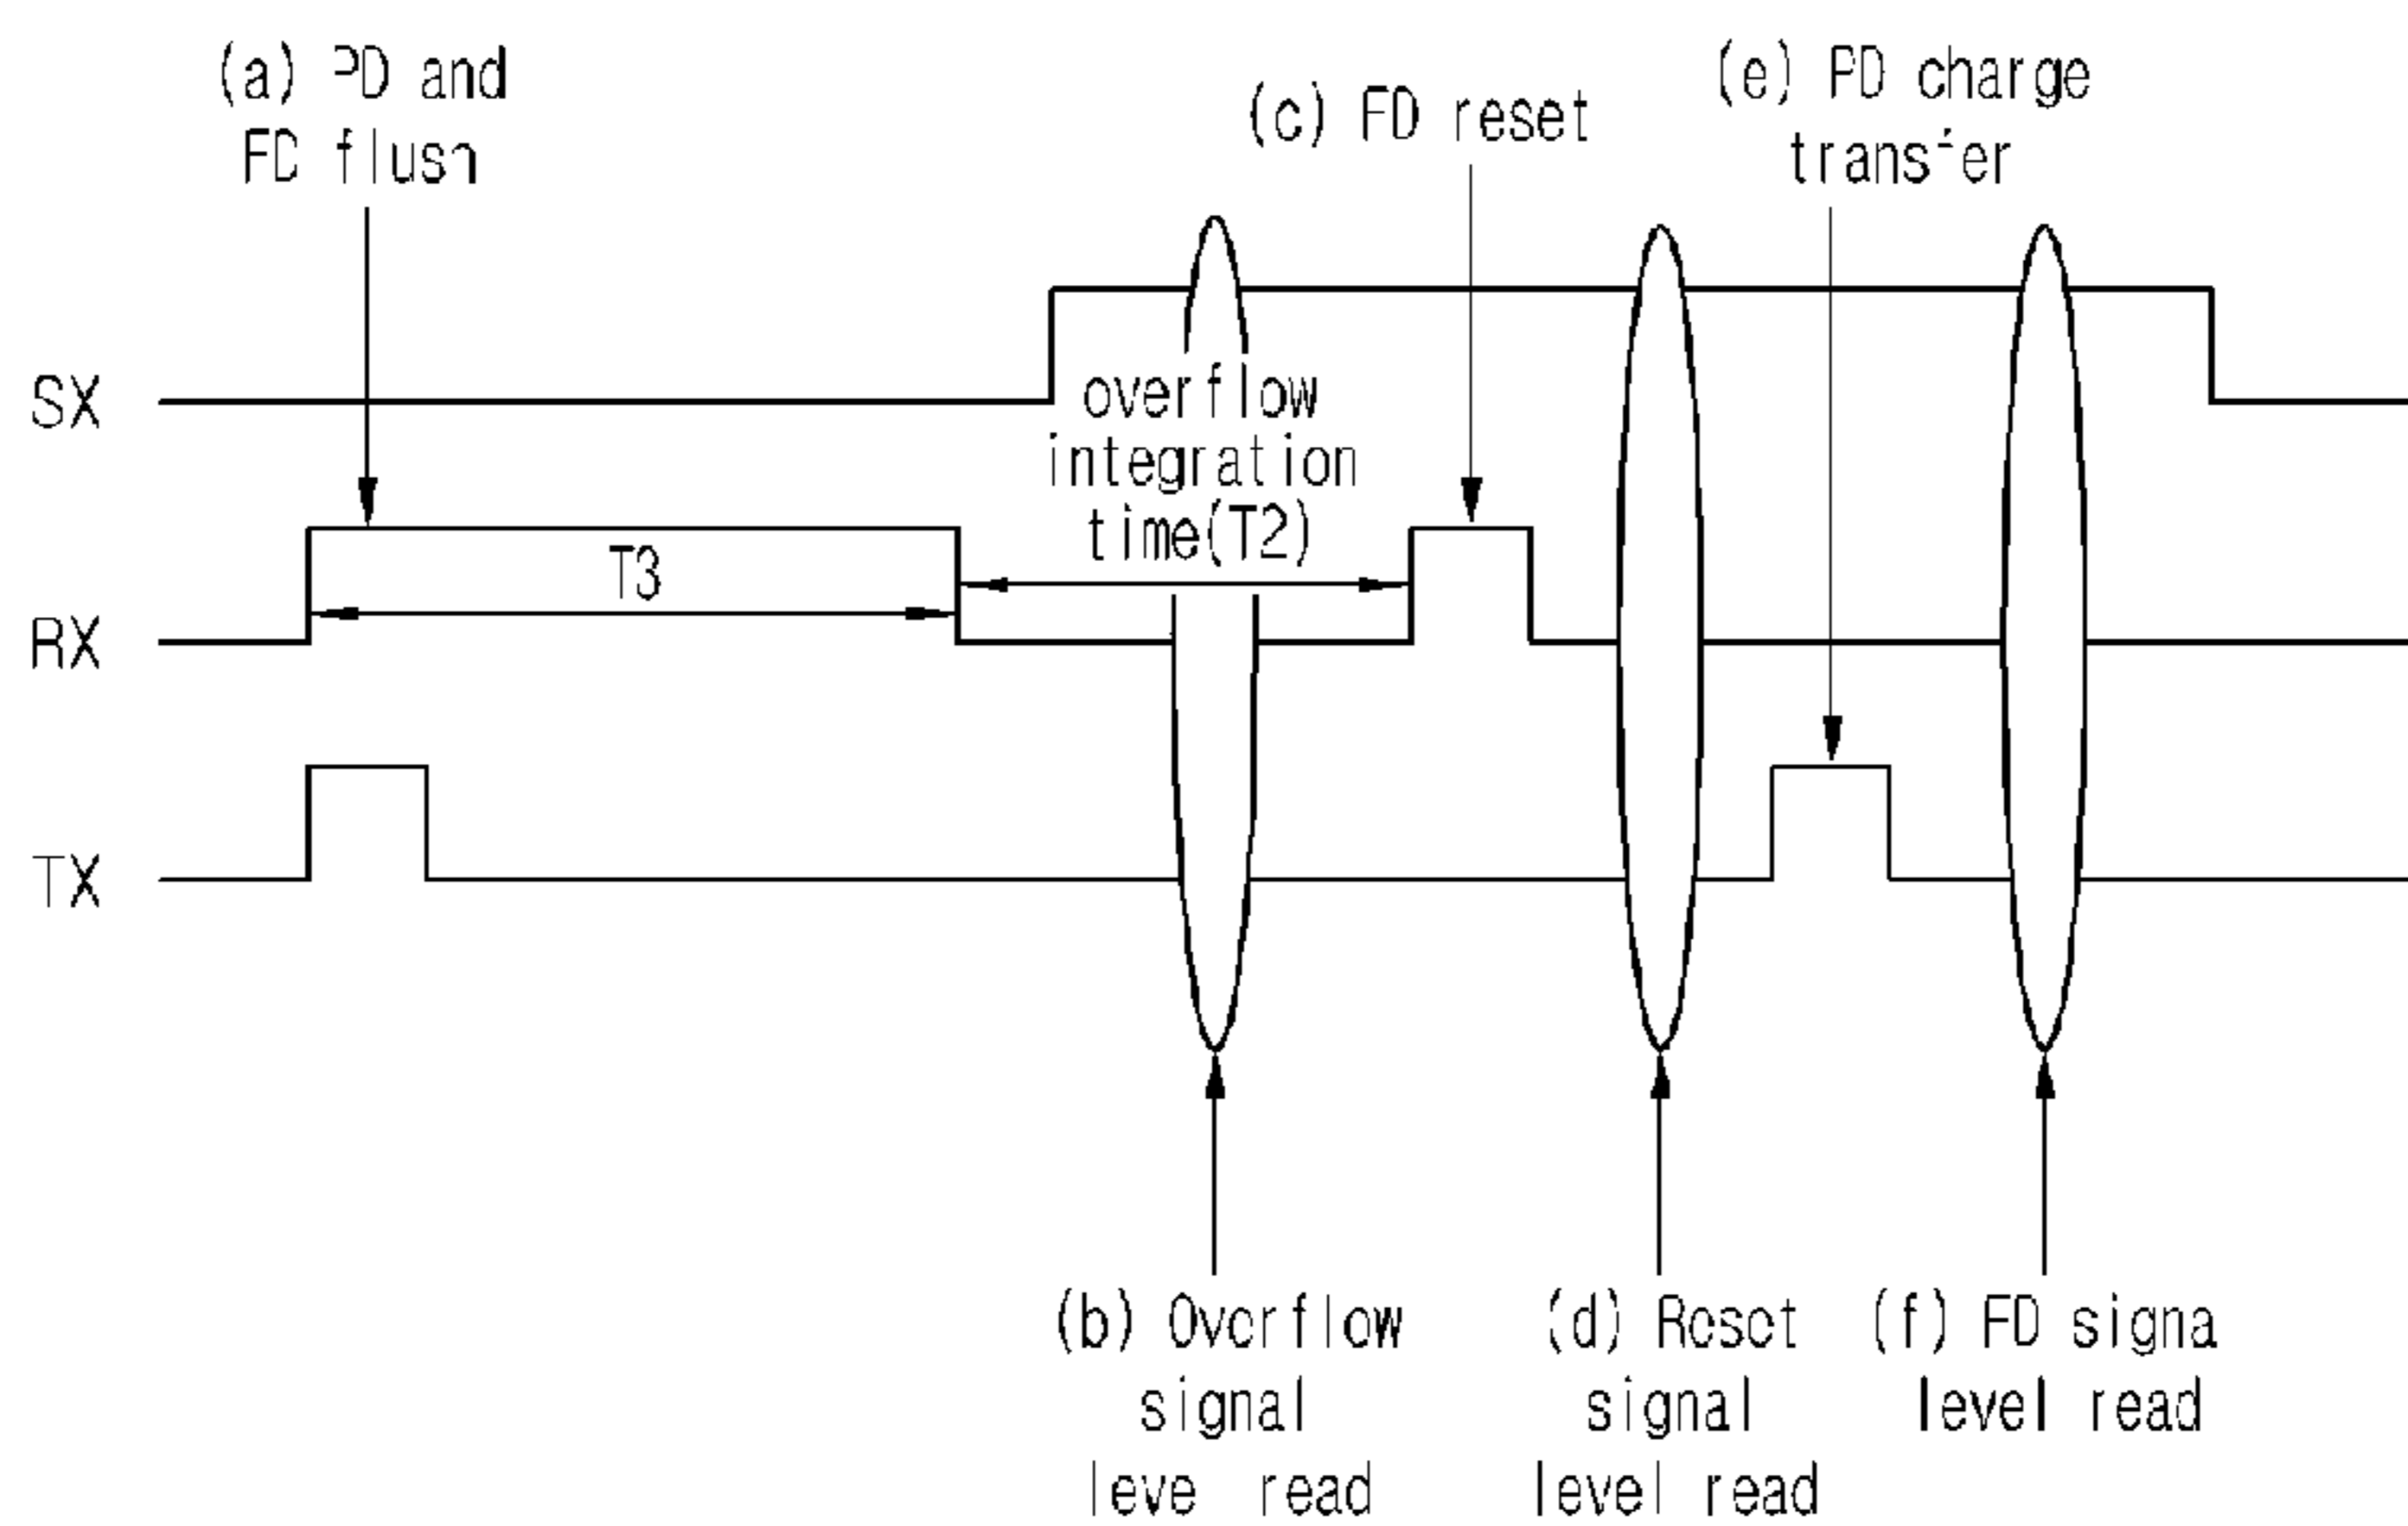 (a) PD and
FD flush
(c) FD reset
(e) PD charge
transfer
SX
overflow
integration
time(T2)
T3
RX
TX
(b) Overflow
signal
level read
(d) Reset
signal
level read
(f) FD signa
level read